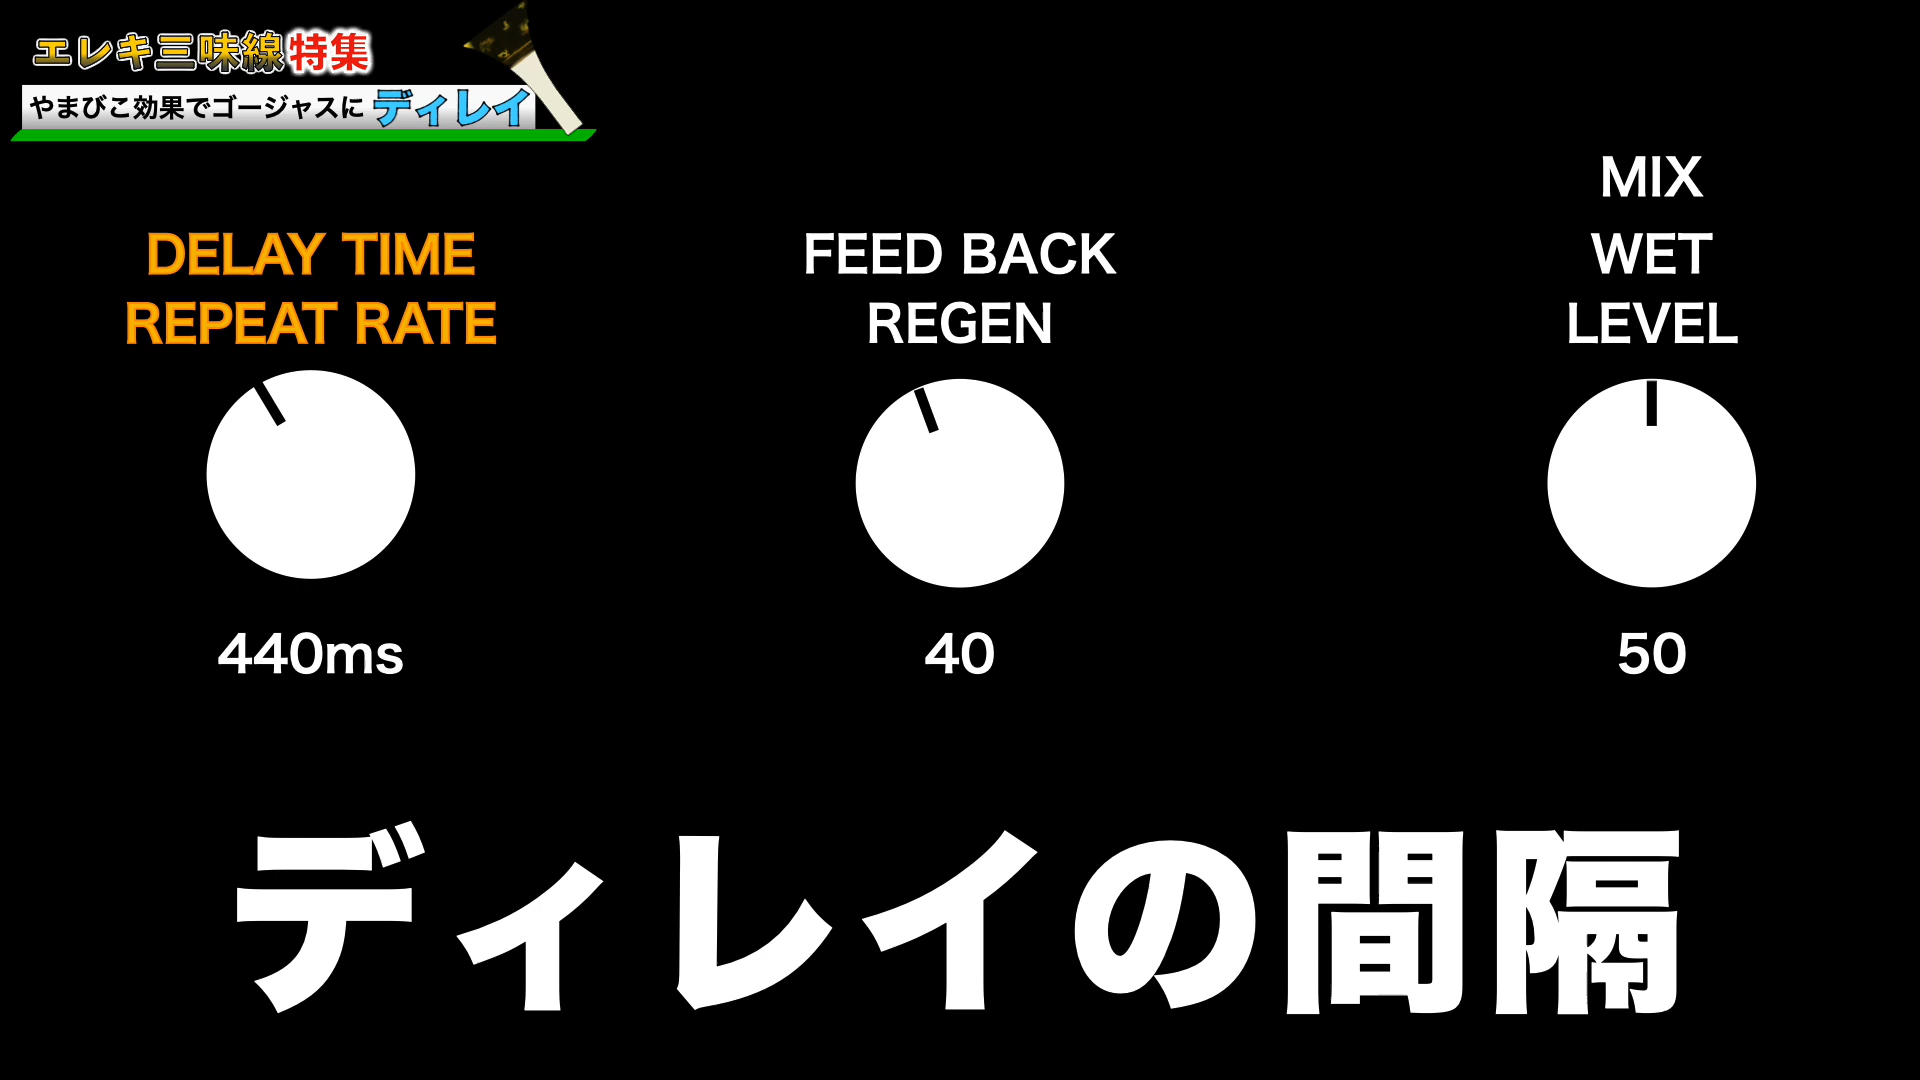 エレキ三味線特集
やまびこ効果でゴージャスに ディレイ
DELAY TIME
REPEAT RATE
440ms
FEED BACK
REGEN
40
MIX
WET
LEVEL
50
ディレイの間隔